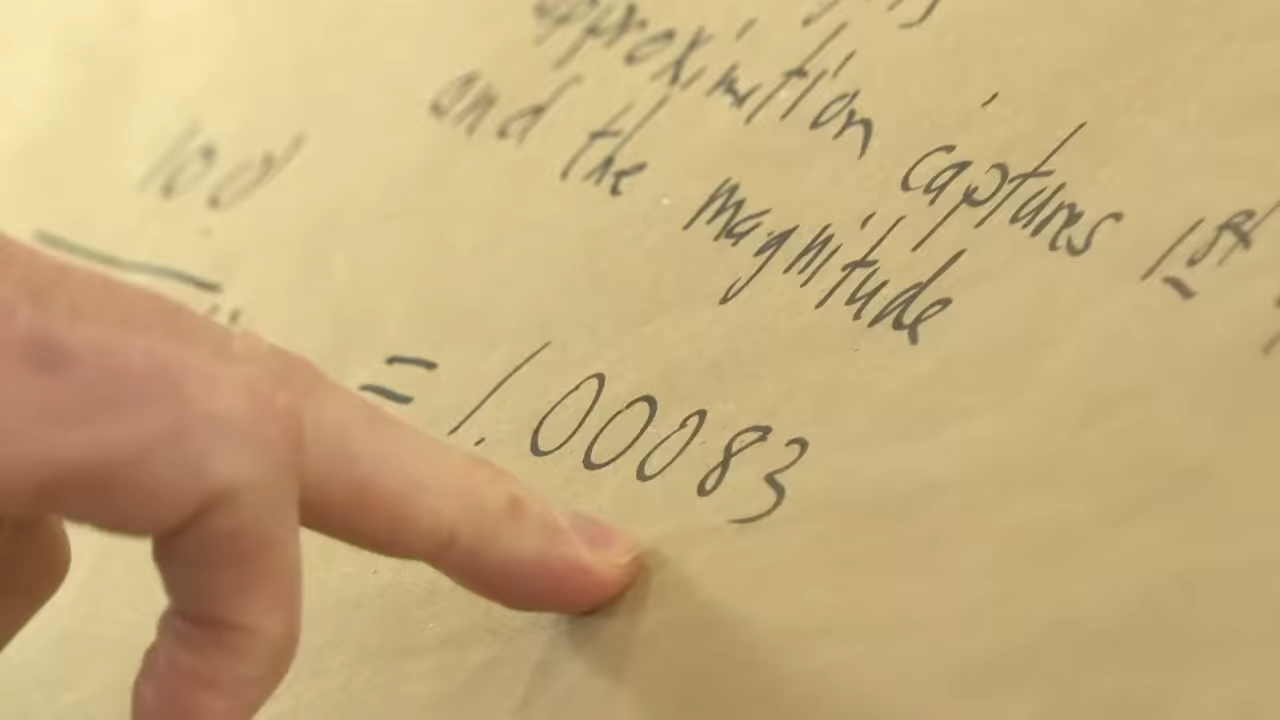 approximation captures 1st
and the magnitude
100!
= 1.00083